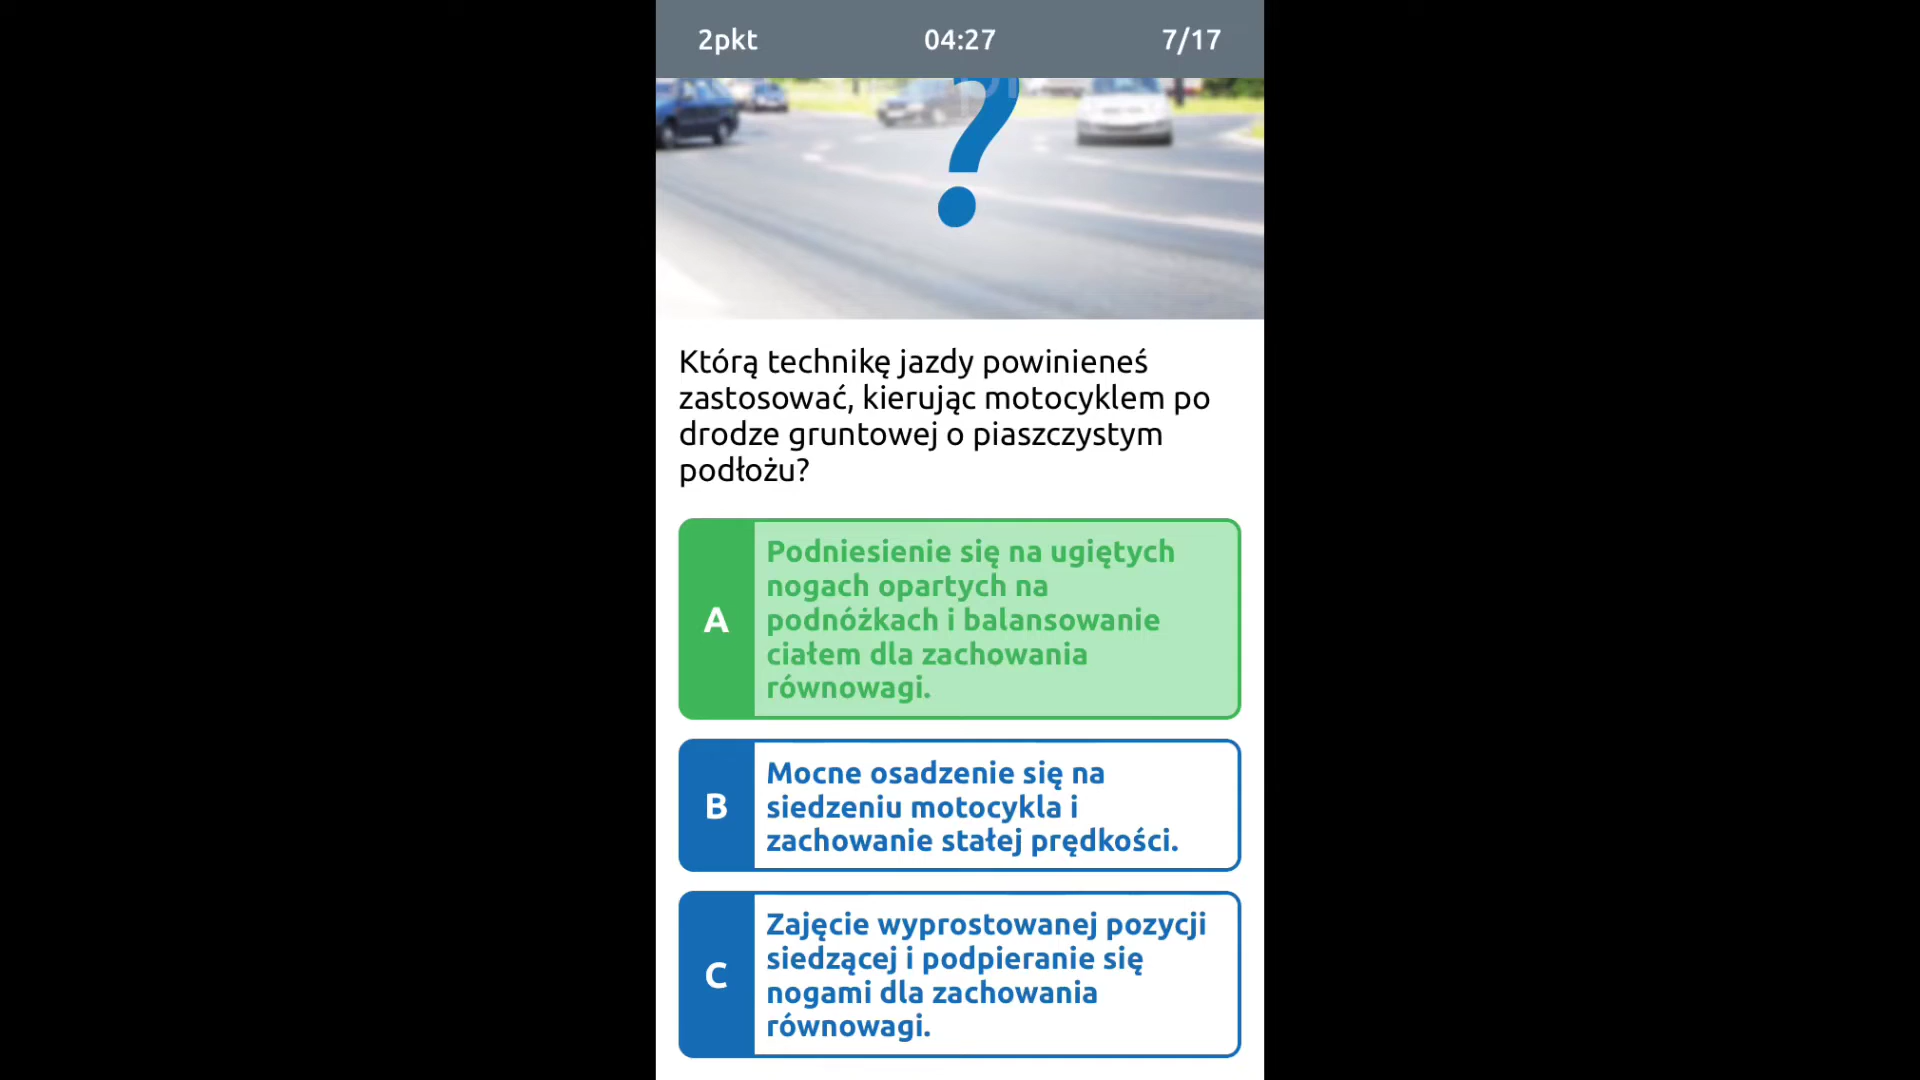 2pkt
04:27
7/17
?
Którą technikę jazdy powinieneś
zastosować, kierując motocyklem po
drodze gruntowej o piaszczystym
podłożu?
A
Podniesienie się na ugiętych
nogach opartych na
podnóżkach i balansowanie
ciałem dla zachowania
równowagi.
B
Mocne osadzenie się na
siedzeniu motocykla i
zachowanie stałej prędkości.
C
Zajęcie wyprostowanej pozycji
siedzącej i podpieranie się
nogami dla zachowania
równowagi.